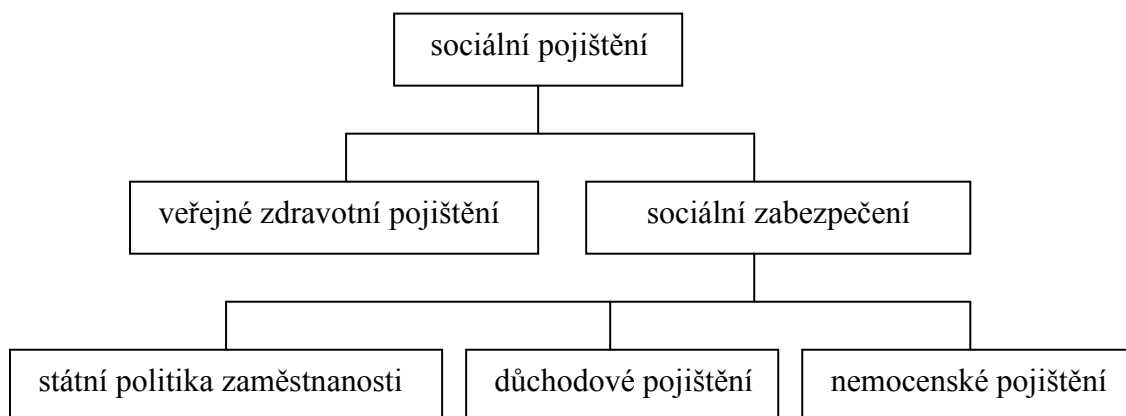 sociální pojištění
veřejné zdravotní pojištění
sociální zabezpečení
státní politika zaměstnanosti
důchodové pojištění
nemocenské pojištění